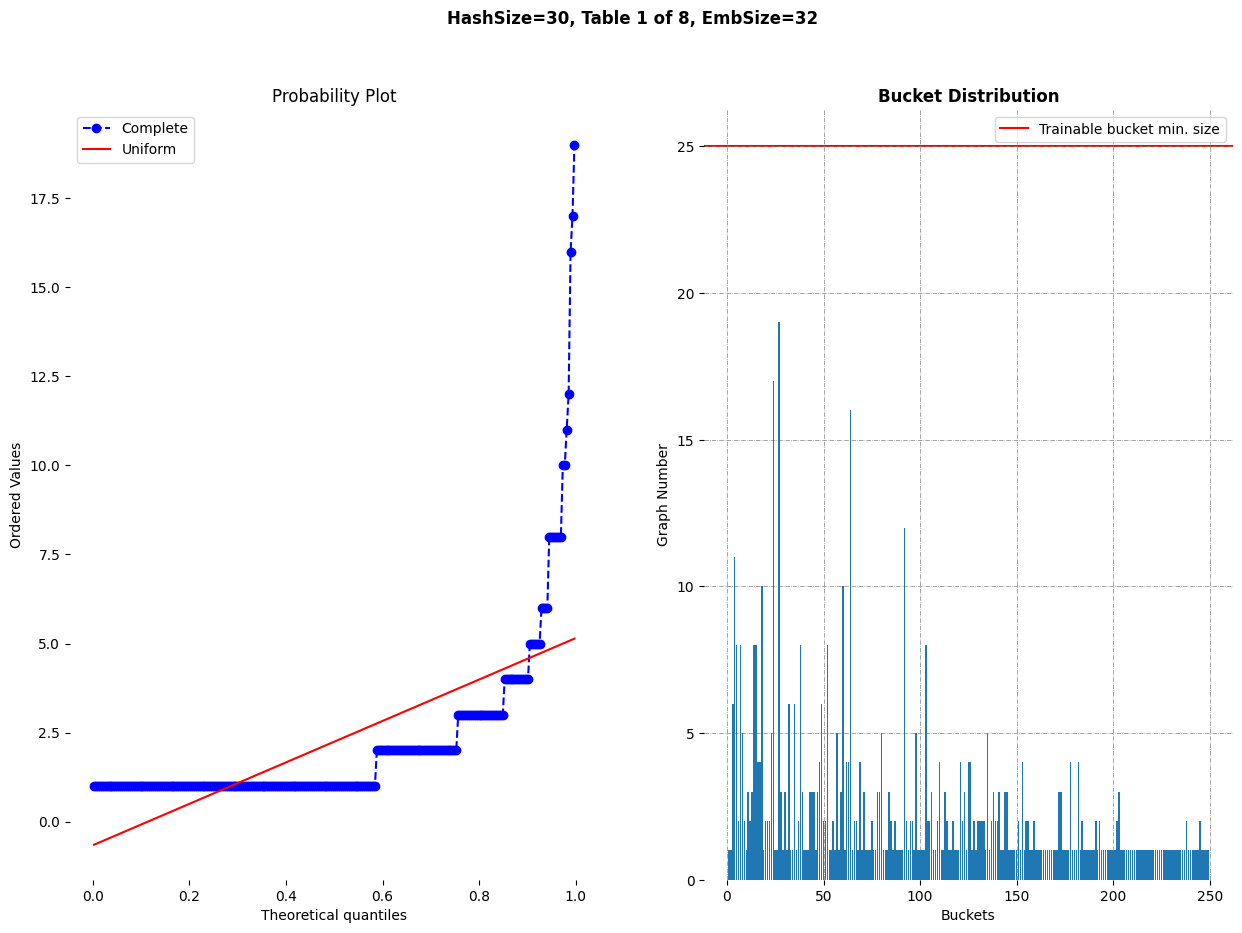 HashSize=30, Table 1 of 8, EmbSize=32
Probability Plot
Complete
Uniform
17.5
15.0
12.5
10.0
7.5
5.0
2.5
0.0
Ordered Values
0.0 0.2 0.4 0.6 0.8 1.0
Theoretical quantiles
Bucket Distribution
Trainable bucket min. size
25
20
15
10
5
0
Graph Number
0 50 100 150 200 250
Buckets